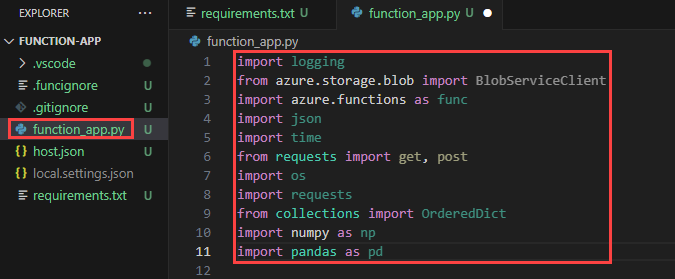 EXPLORER
FUNCTION-APP
.vscode
.funcignore U
.gitignore U
function_app.py U
host.json U
local.settings.json
requirements.txt U
requirements.txt U
function_app.py U
function_app.py
1 import logging
2 from azure.storage.blob import BlobServiceClient
3 import azure.functions as func
4 import json
5 import time
6 from requests import get, post
7 import os
8 import requests
9 from collections import OrderedDict
10 import numpy as np
11 import pandas as pd
12